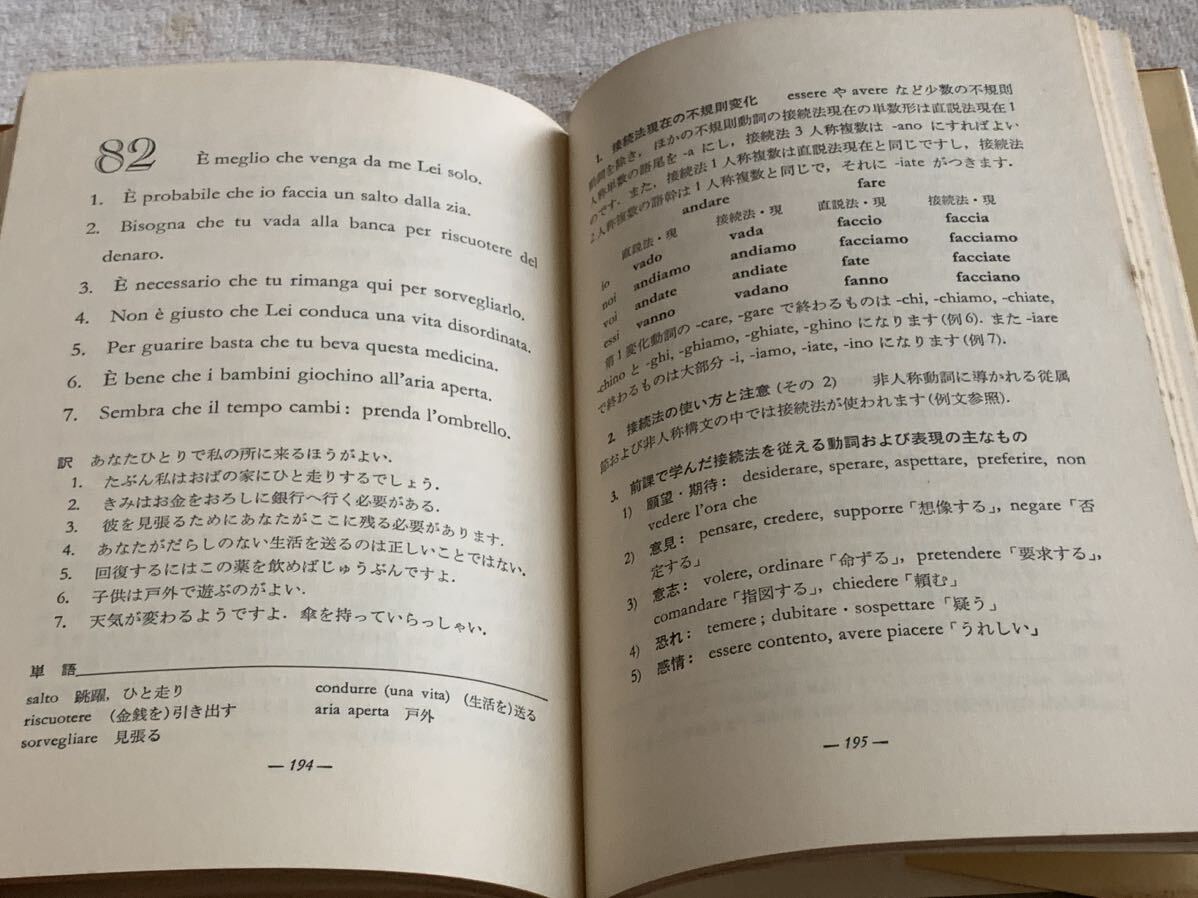 82 È meglio che venga da me Lei solo.
1. È probabile che io faccia un salto dalla zia.
2. Bisogna che tu vada alla banca per riscuotere del
denaro.
3. È necessario che tu rimanga qui per sorvegliarlo.
4. Non è giusto che Lei conduca una vita disordinata.
5. Per guarire basta che tu beva questa medicina.
6. È bene che i bambini giochino all'aria aperta.
7. Sembra che il tempo cambi: prenda l'ombrello.
訳 あなたひとりで私の所に来るほうがよい.
1. たぶん私はおばの家にひと走りするでしょう.
2. きみはお金をおろしに銀行へ行く必要がある.
3. 彼を見張るためにあなたがここに残る必要があります.
4. あなたがだらしのない生活を送るのは正しいことではない.
5. 回復するにはこの薬を飲めばじゅうぶんですよ.
6. 子供は戸外で遊ぶのがよい.
7. 天気が変わるようですよ. 傘を持っていらっしゃい.
単語
salto 跳躍, ひと走り condurre (una vita) (生活を)送る
riscuotere (金銭を)引き出す aria aperta 戸外
sorvegliare 見張る
— 194 —
1. 接続法現在の不規則変化 essere や avere など少数の不規則
動詞を除き, ほかの不規則動詞の接続法現在の単数形は直説法現在1
人称単数の語尾を -a にし, 接続法3人称複数は -ano にすればよい
のです. また, 接続法1人称複数は直説法現在と同じですし, 接続法
2人称複数の語幹は1人称複数と同じで, それに -iate がつきます.
andare fare
直説法・現 接続法・現 直説法・現 接続法・現
io vado vada faccio faccia
noi andiamo andiamo facciamo facciamo
voi andate andiate fate facciate
essi vanno vadano fanno facciano
第1変化動詞の -care, -gare で終わるものは -chi, -chiamo, -chiate,
-chino と -ghi, -ghiamo, -ghiate, -ghino になります(例6). また -iare
で終わるものは大部分 -i, -iamo, -iate, -ino になります(例7).
2. 接続法の使い方と注意(その2) 非人称動詞に導かれる従属
節および非人称構文の中では接続法が使われます(例文参照).
3. 前課で学んだ接続法を従える動詞および表現の主なもの
1) 願望・期待: desiderare, sperare, aspettare, preferire, non
vedere l'ora che
2) 意見: pensare, credere, supporre「想像する」, negare「否
定する」
3) 意志: volere, ordinare「命ずる」, pretendere「要求する」,
comandare「指図する」, chiedere「頼む」
4) 恐れ: temere; dubitare・sospettare「疑う」
5) 感情: essere contento, avere piacere「うれしい」
— 195 —